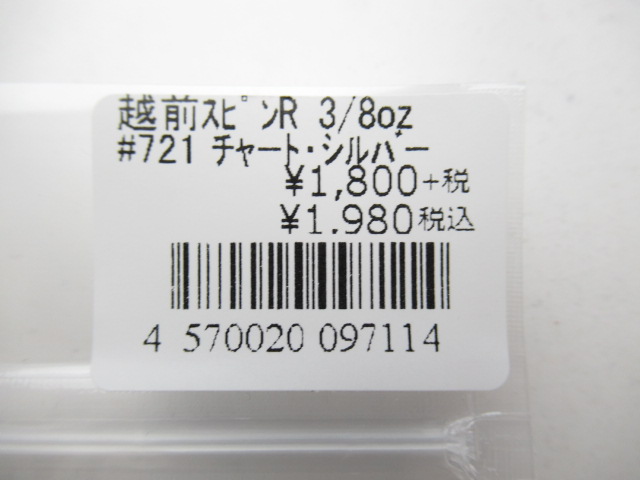 越前ｽﾋﾟﾝR 3/8oz
#721 ﾁｬｰﾄ･ｼﾙﾊﾞｰ
¥1,800+税
¥1,980税込
4 570020 097114